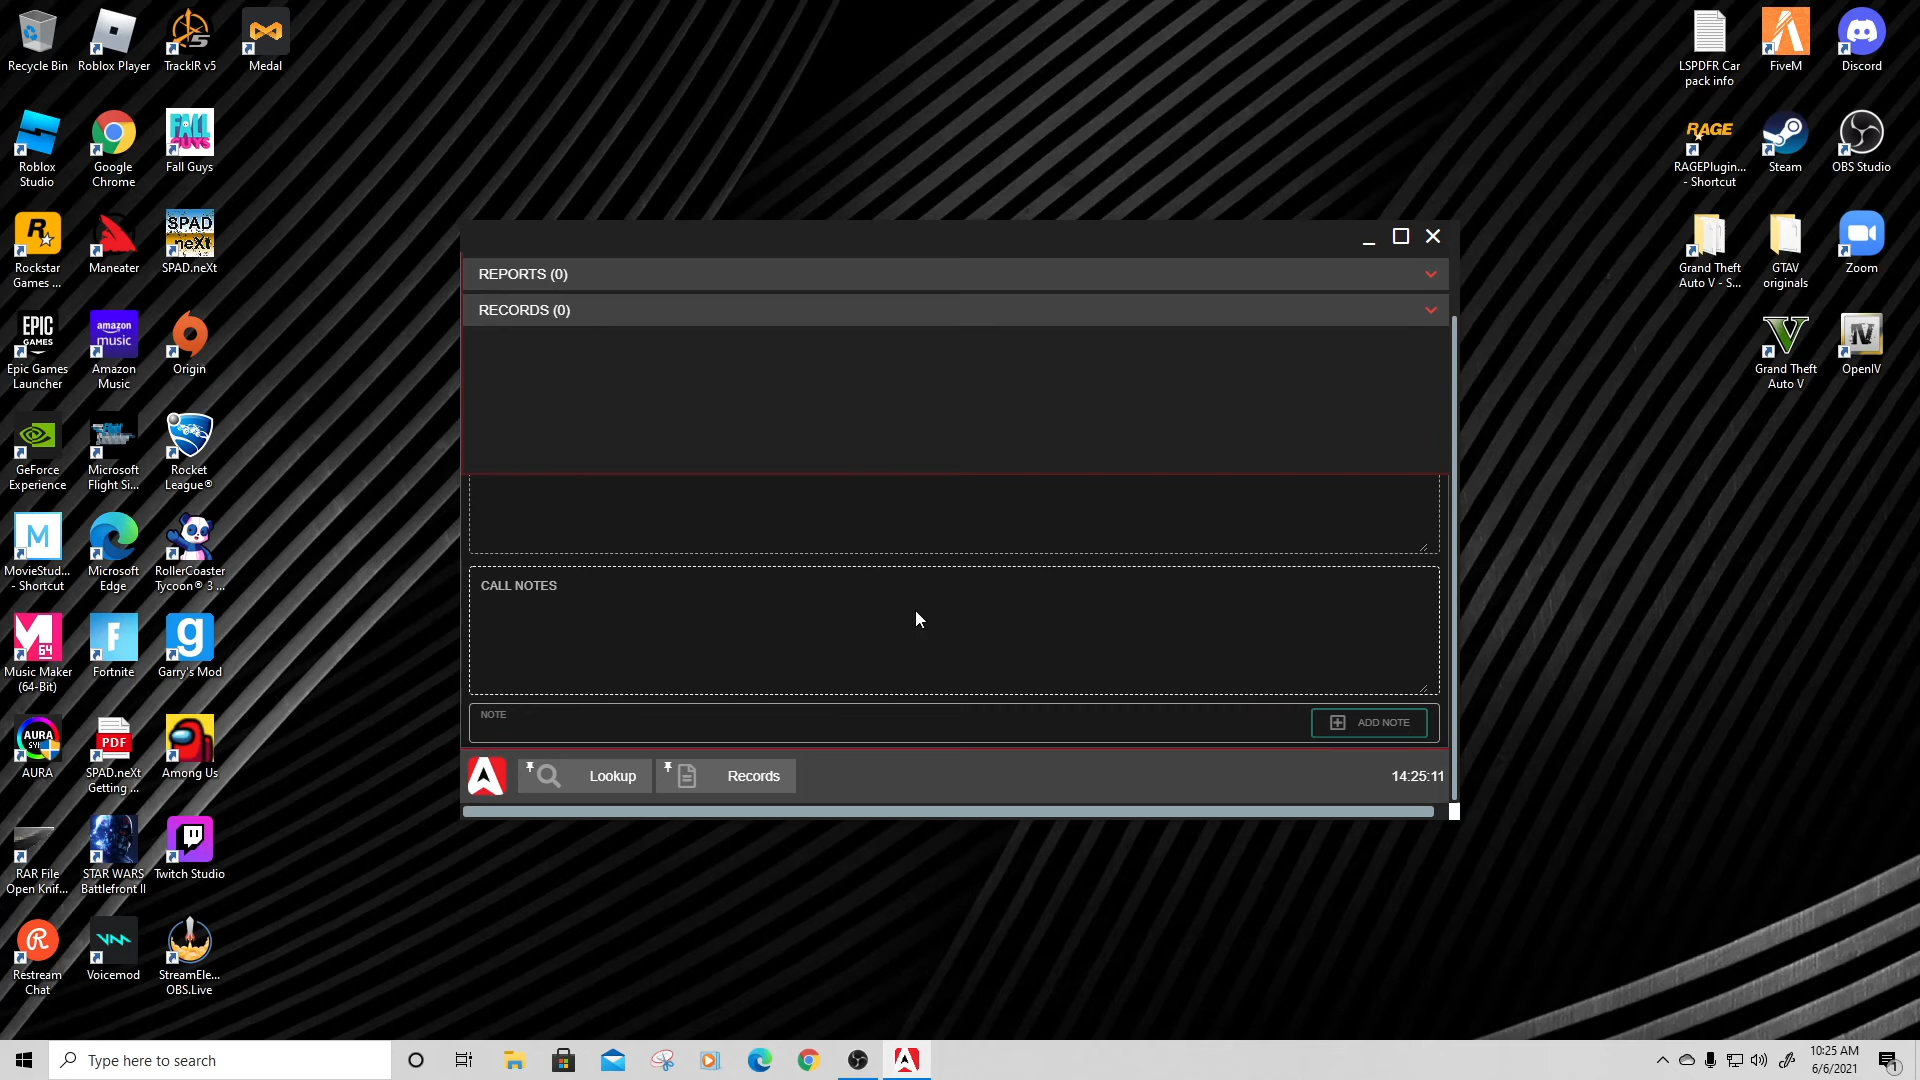 Recycle Bin
Roblox Player
TrackIR v5
Medal
Roblox
Studio
Google
Chrome
FALL
GUYS
Fall Guys
Rockstar
Games ...
Maneater
SPAD
neXt
SPAD.neXt
EPIC
GAMES
Epic Games
Launcher
amazon
music
Amazon
Music
Origin
GeForce
Experience
Microsoft
Flight Si...
Rocket
League®
M
MovieStud...
- Shortcut
Microsoft
Edge
RollerCoaster
Tycoon® 3 ...
64
Music Maker
(64-Bit)
F
Fortnite
g
Garry's Mod
AURA
AURA
PDF
SPAD.neXt
Getting ...
Among Us
RAR File
Open Knif...
STAR WARS
Battlefront II
Twitch Studio
R
Restream
Chat
Voicemod
StreamEle...
OBS.Live
LSPDFR Car
pack info
FiveM
Discord
RAGE
RAGEPlugin...
- Shortcut
Steam
OBS Studio
Grand Theft
Auto V - S...
GTAV
originals
Zoom
V
Grand Theft
Auto V
IV
OpenIV
REPORTS (0)
RECORDS (0)
CALL NOTES
NOTE
ADD NOTE
Lookup
Records
14:25:11
Type here to search
10:25 AM
6/6/2021
1